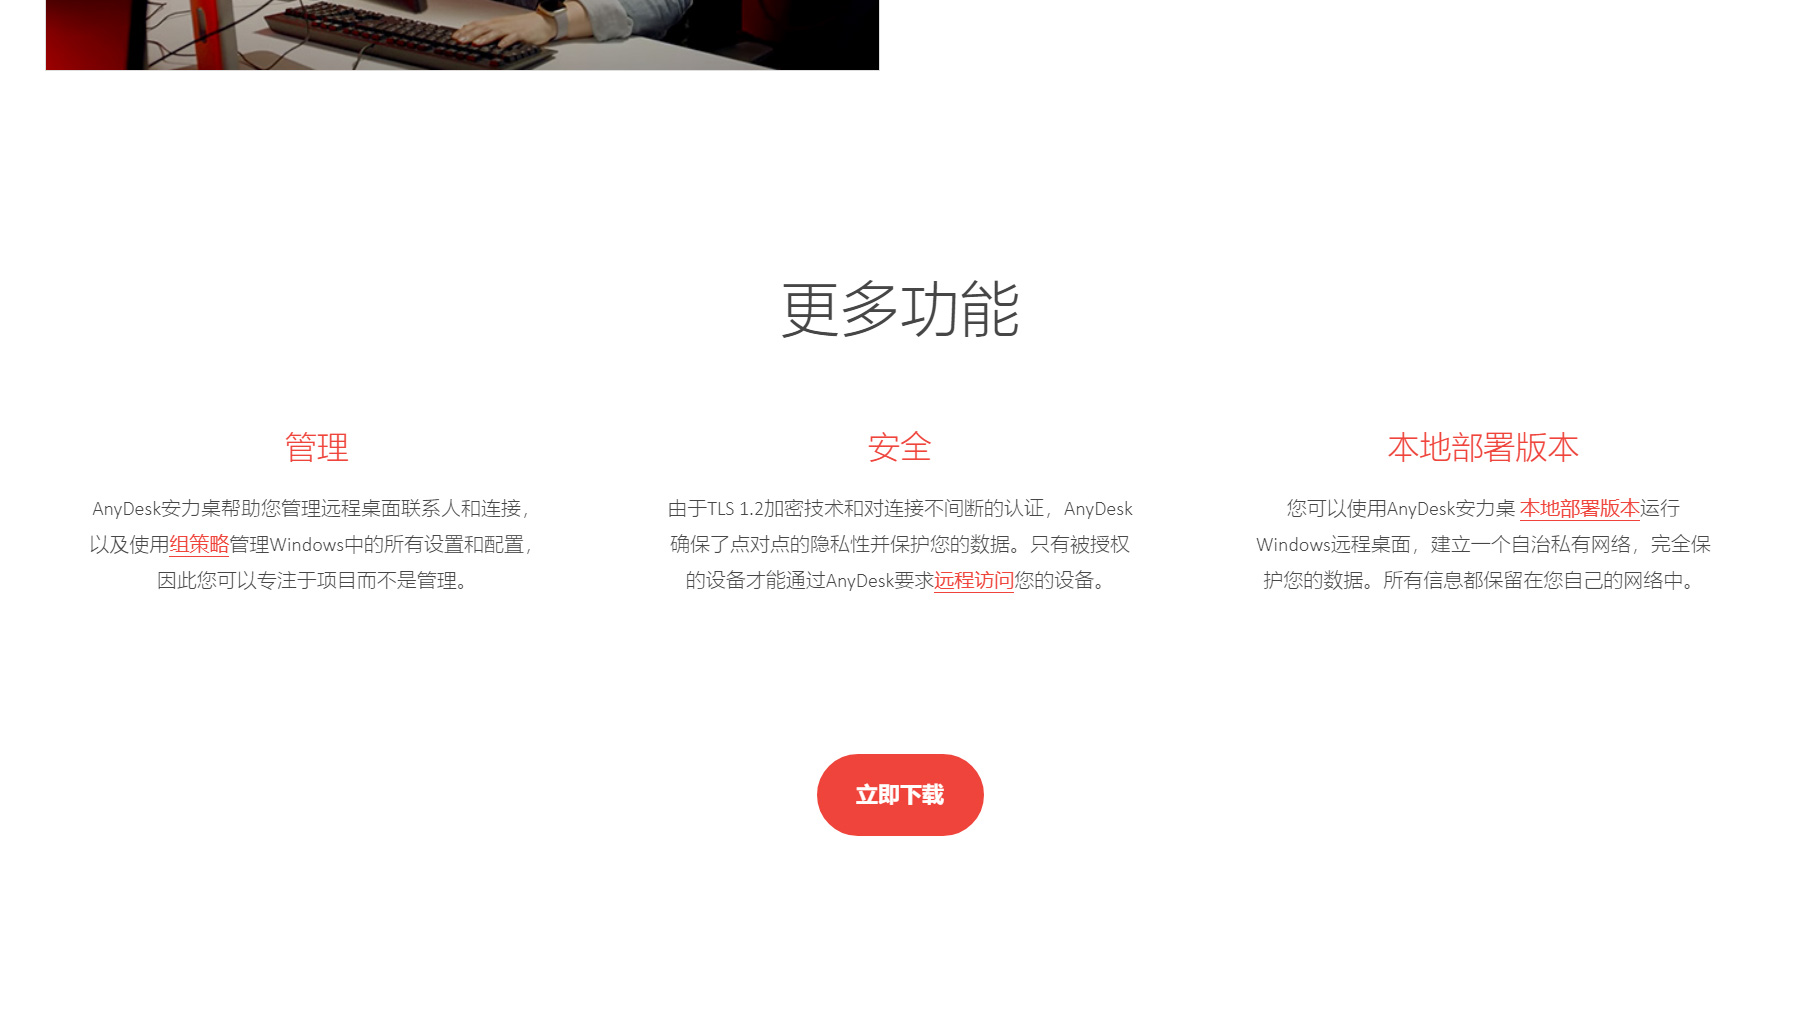 更多功能
管理
AnyDesk安力桌帮助您管理远程桌面联系人和连接，
以及使用组策略管理Windows中的所有设置和配置，
因此您可以专注于项目而不是管理。
安全
由于TLS 1.2加密技术和对连接不间断的认证，AnyDesk
确保了点对点的隐私性并保护您的数据。只有被授权
的设备才能通过AnyDesk要求远程访问您的设备。
本地部署版本
您可以使用AnyDesk安力桌 本地部署版本运行
Windows远程桌面，建立一个自治私有网络，完全保
护您的数据。所有信息都保留在您自己的网络中。
立即下载